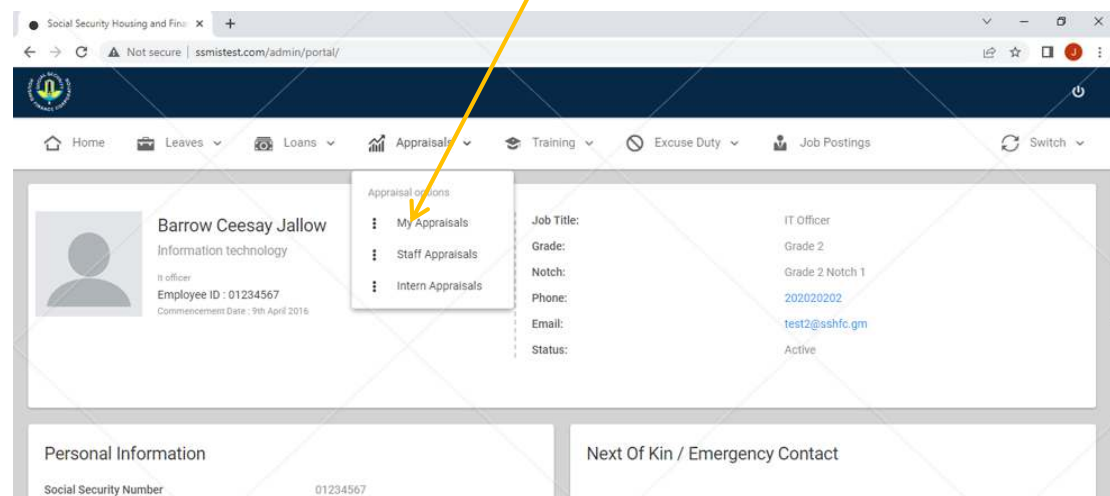 Social Security Housing and Fina
Not secure | ssmistest.com/admin/portal/
J
Home Leaves Loans Appraisals Training Excuse Duty Job Postings Switch
Appraisal options
My Appraisals
Staff Appraisals
Intern Appraisals
Barrow Ceesay Jallow
Information technology
It officer
Employee ID : 01234567
Commencement Date : 9th April 2016
Job Title: IT Officer
Grade: Grade 2
Notch: Grade 2 Notch 1
Phone: 202020202
Email: test2@sshfc.gm
Status: Active
Personal Information
Social Security Number 01234567
Next Of Kin / Emergency Contact